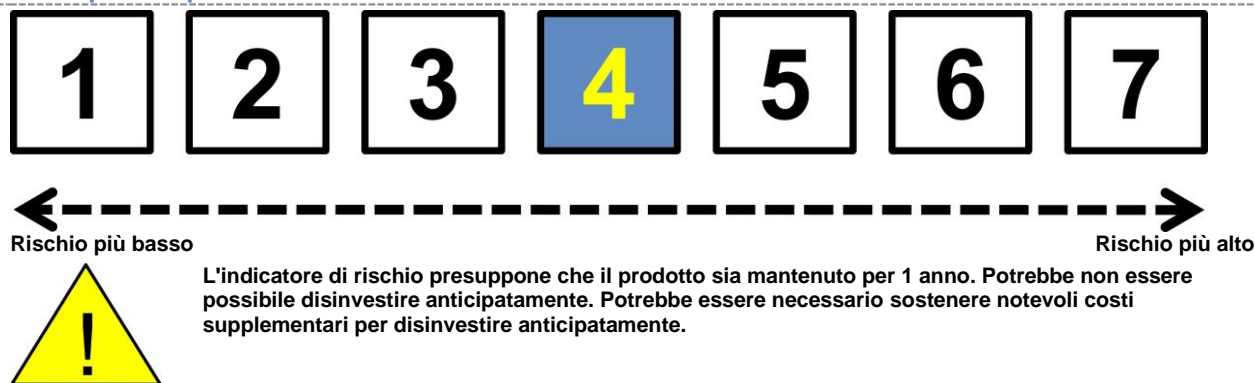 1 2 3 4 5 6 7
Rischio più basso Rischio più alto
L'indicatore di rischio presuppone che il prodotto sia mantenuto per 1 anno. Potrebbe non essere
possibile disinvestire anticipatamente. Potrebbe essere necessario sostenere notevoli costi
supplementari per disinvestire anticipatamente.
!